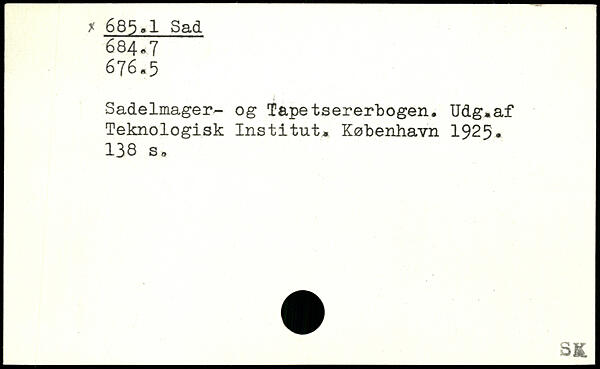 x 685.1 Sad
684.7
676.5
Sadelmager- og Tapetsererbogen. Udg.af
Teknologisk Institut. København 1925.
138 s.
SK